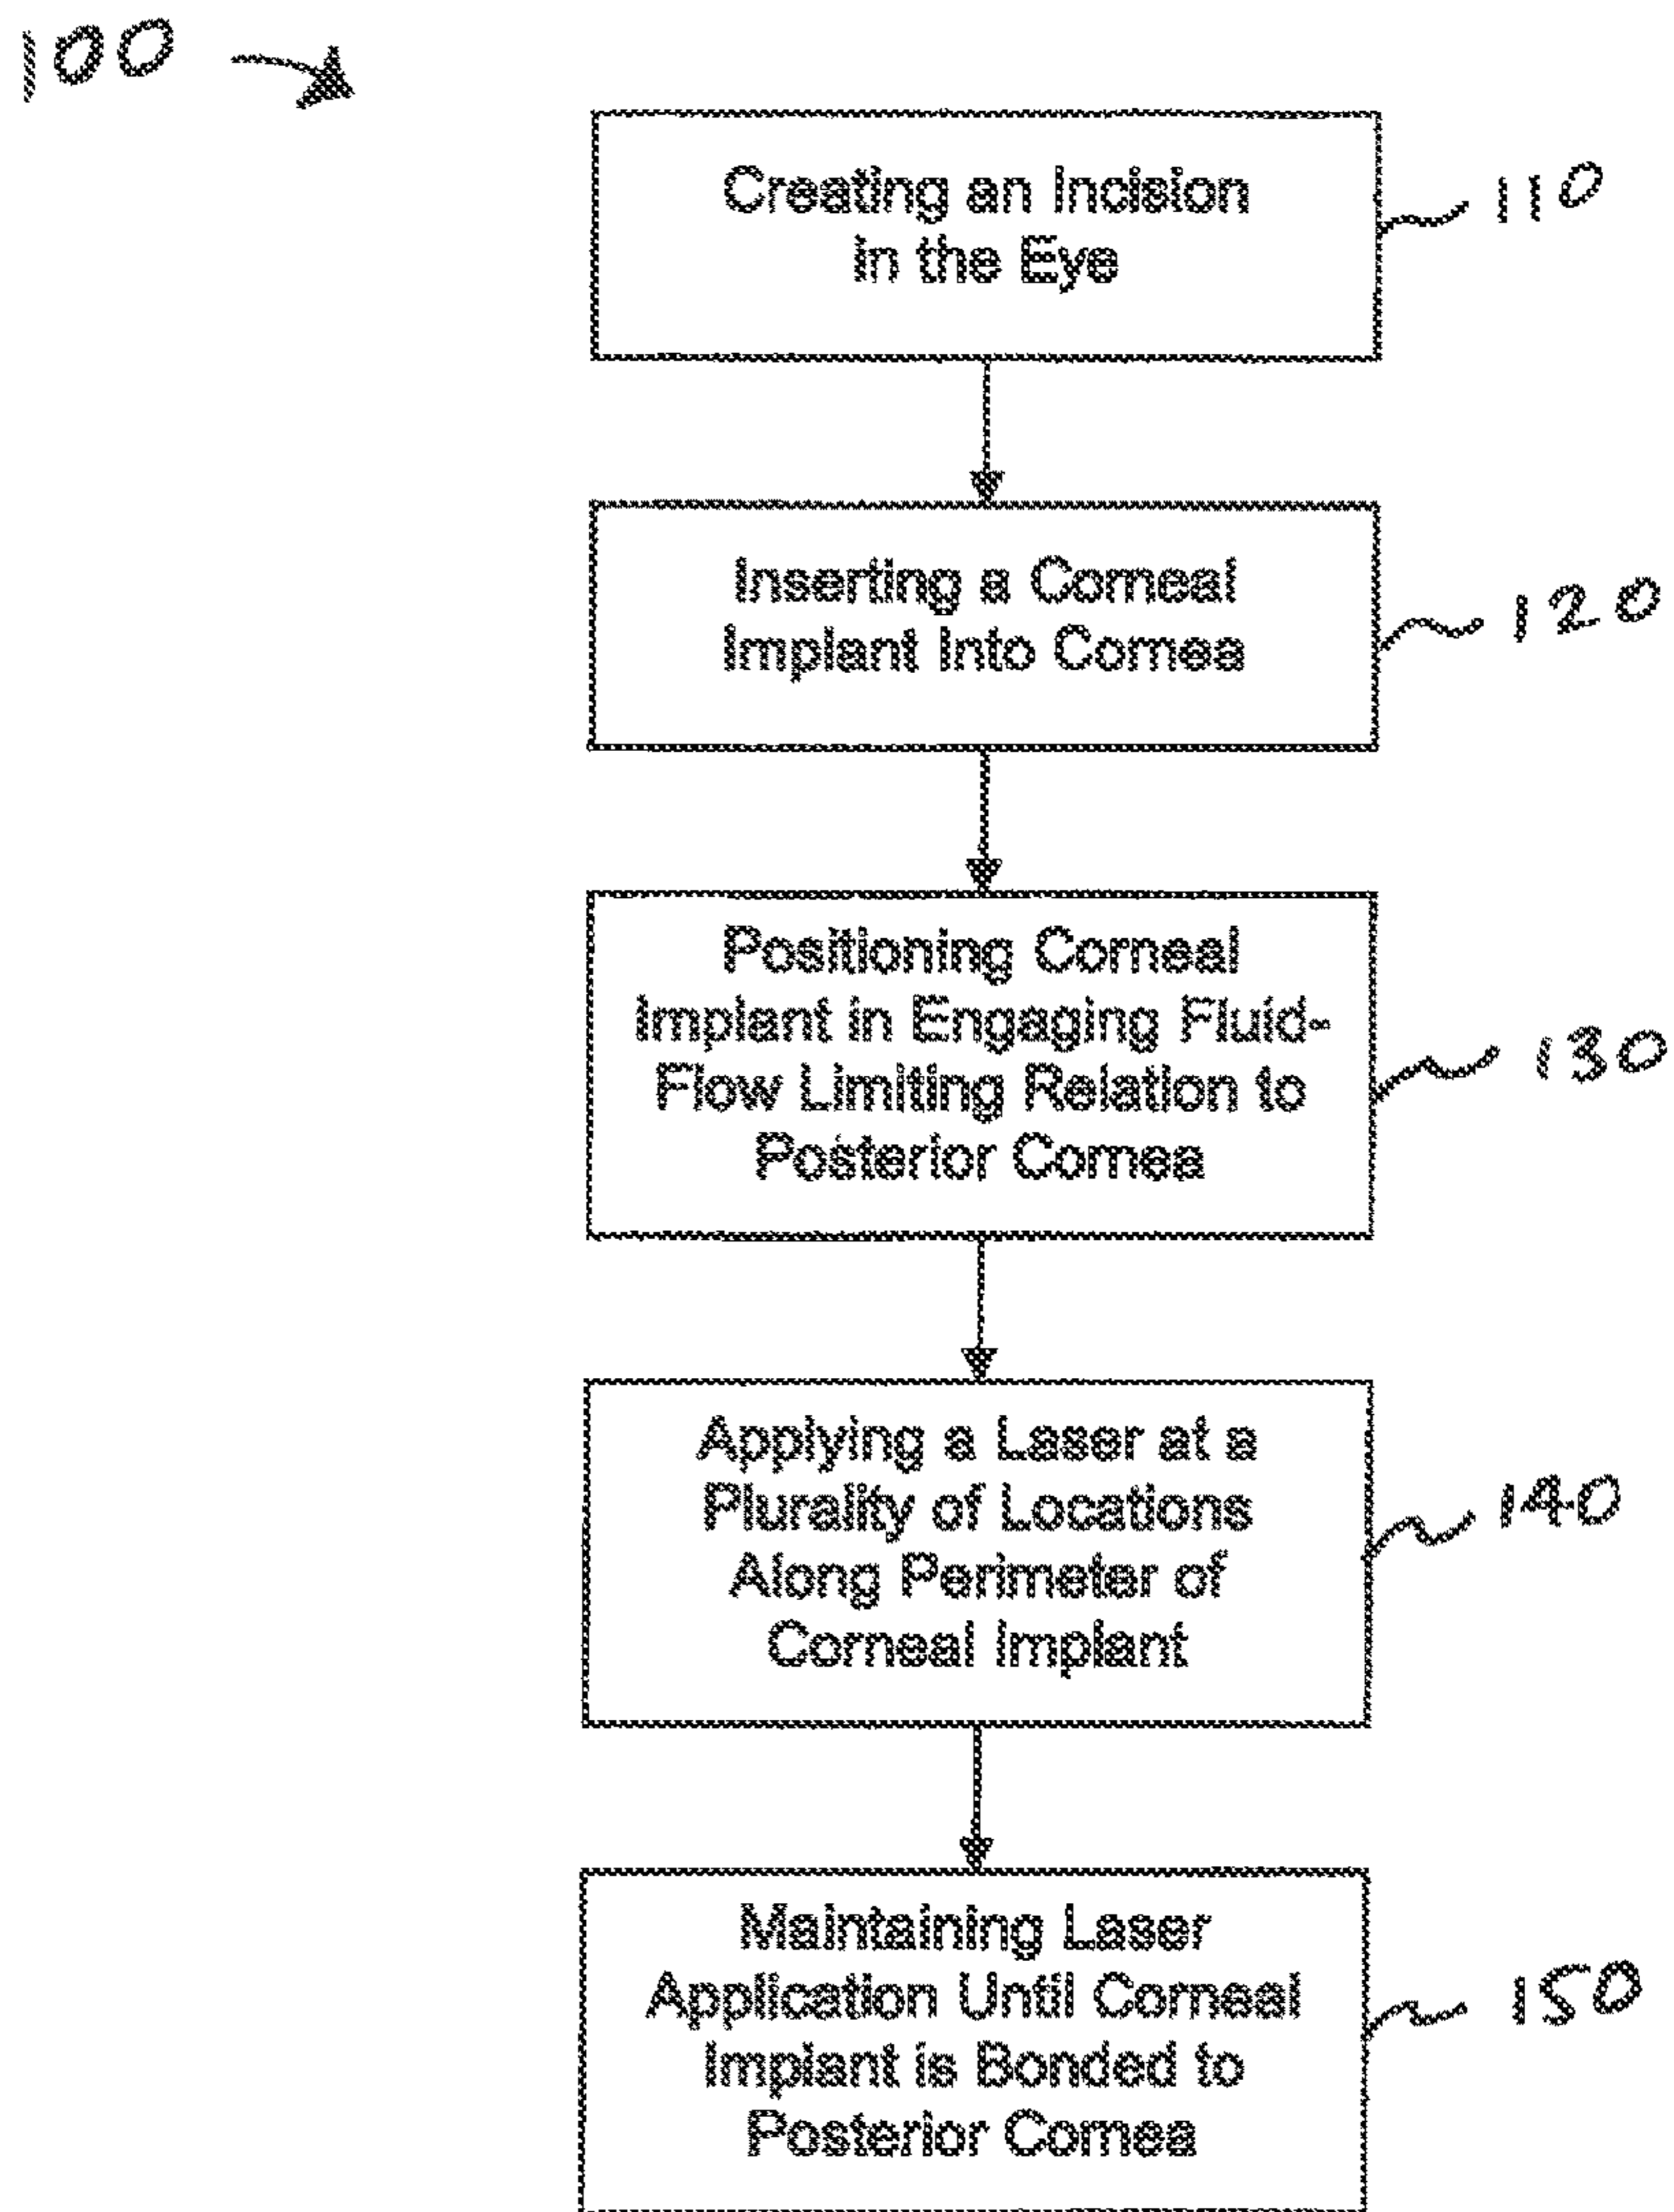 100
Creating an Incision
in the Eye
110
Inserting a Corneal
Implant Into Cornea
120
Positioning Corneal
Implant in Engaging Fluid-
Flow Limiting Relation to
Posterior Cornea
130
Applying a Laser at a
Plurality of Locations
Along Perimeter of
Corneal Implant
140
Maintaining Laser
Application Until Corneal
Implant is Bonded to
Posterior Cornea
150